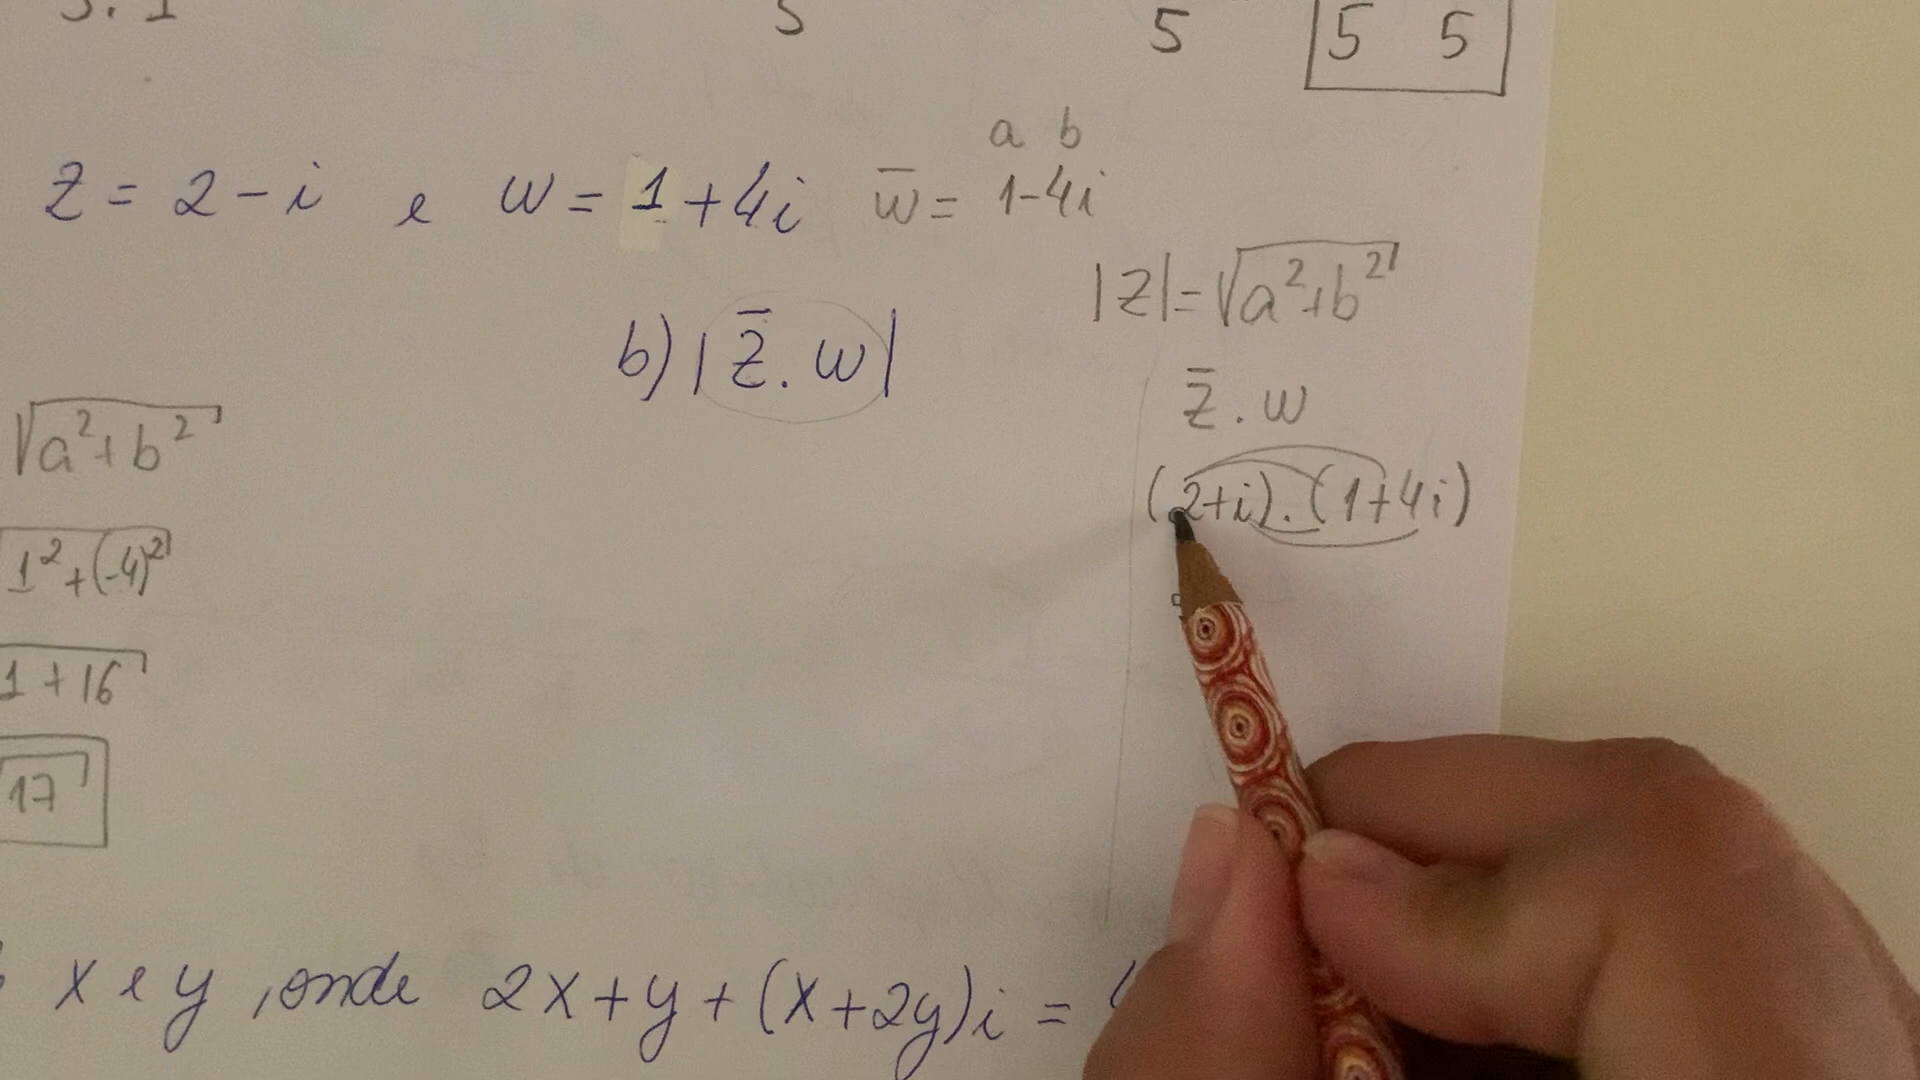 5 5 5
z = 2 - i e w = 1 + 4i w̅ = 1 - 4i
a b
|z| = √a² + b²
b) |z̅ . w|
z̅ . w
(2 + i) . (1 + 4i)
√a² + b²
1² + (-4)²
1 + 16
17
x e y , onde 2x + y + (x + 2y)i =